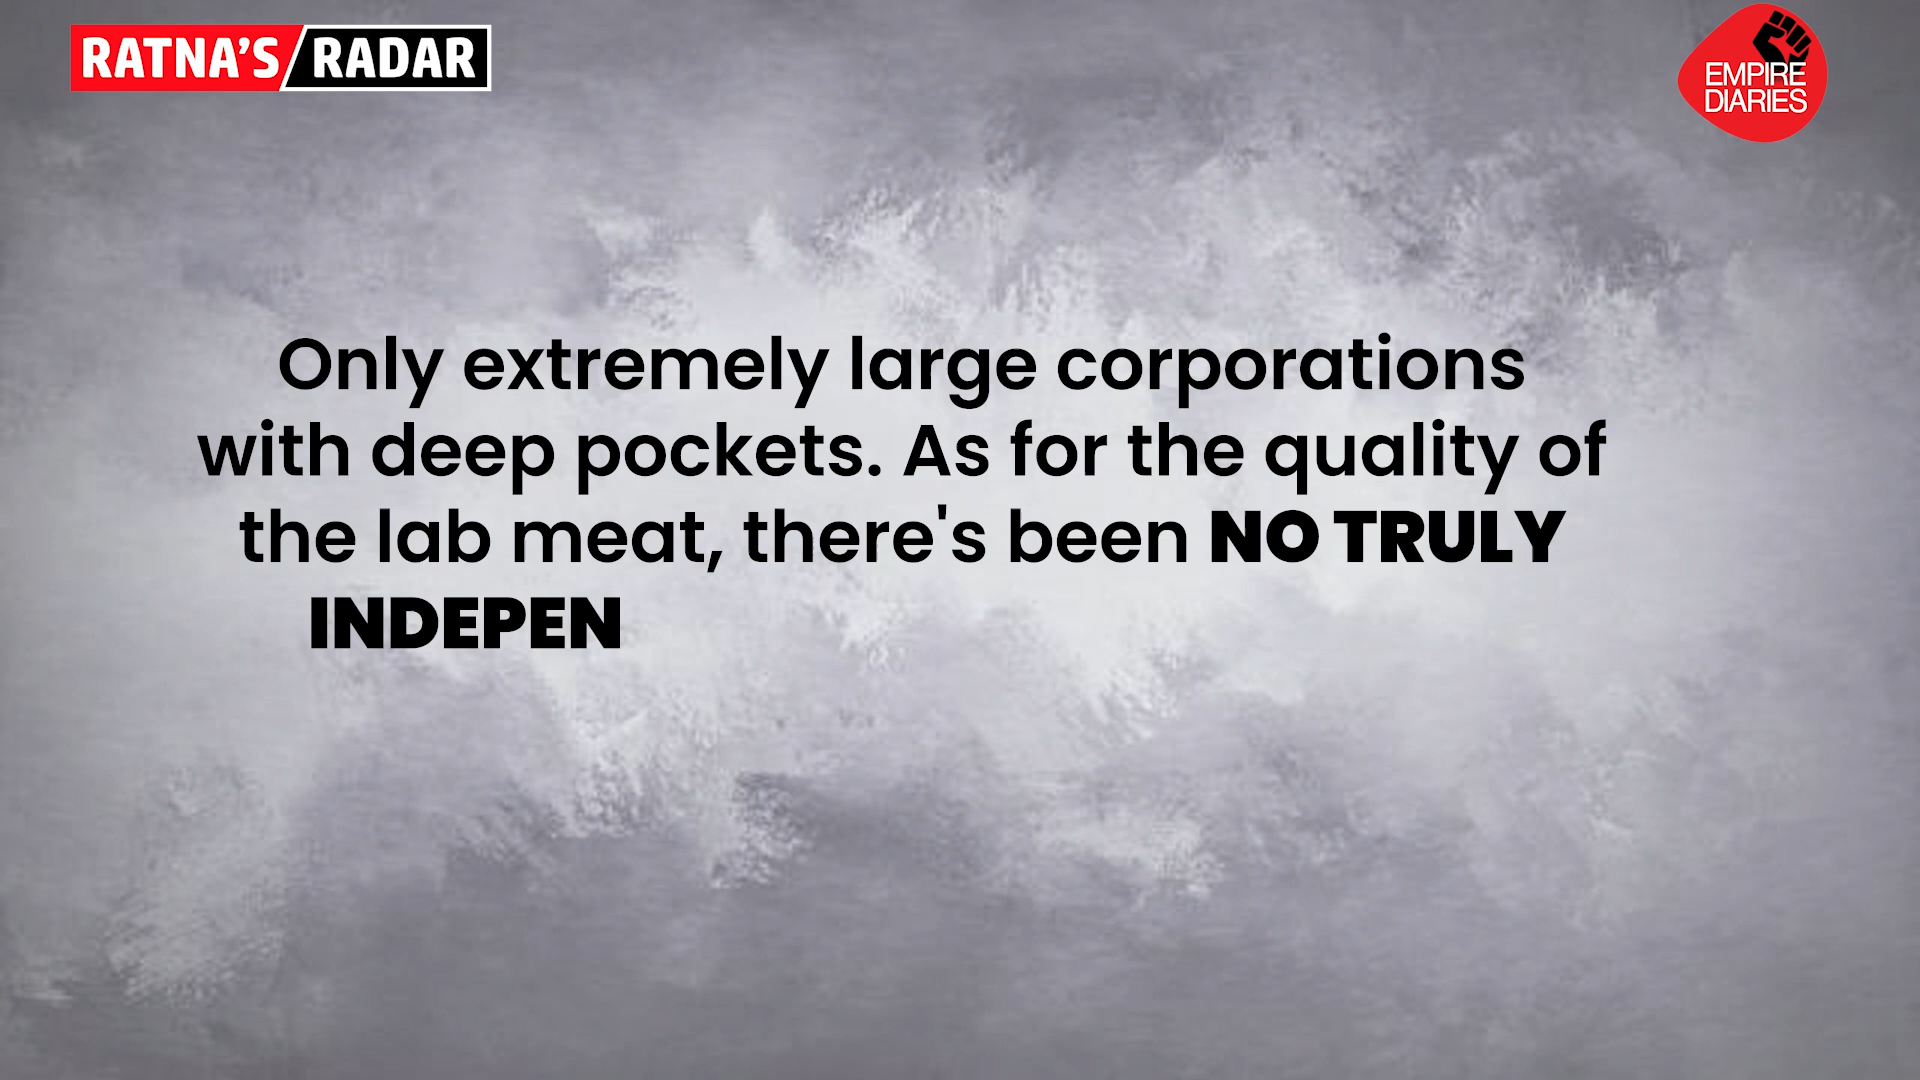 RATNA'S RADAR
EMPIRE
DIARIES
Only extremely large corporations
with deep pockets. As for the quality of
the lab meat, there's been NO TRULY
INDEPEN